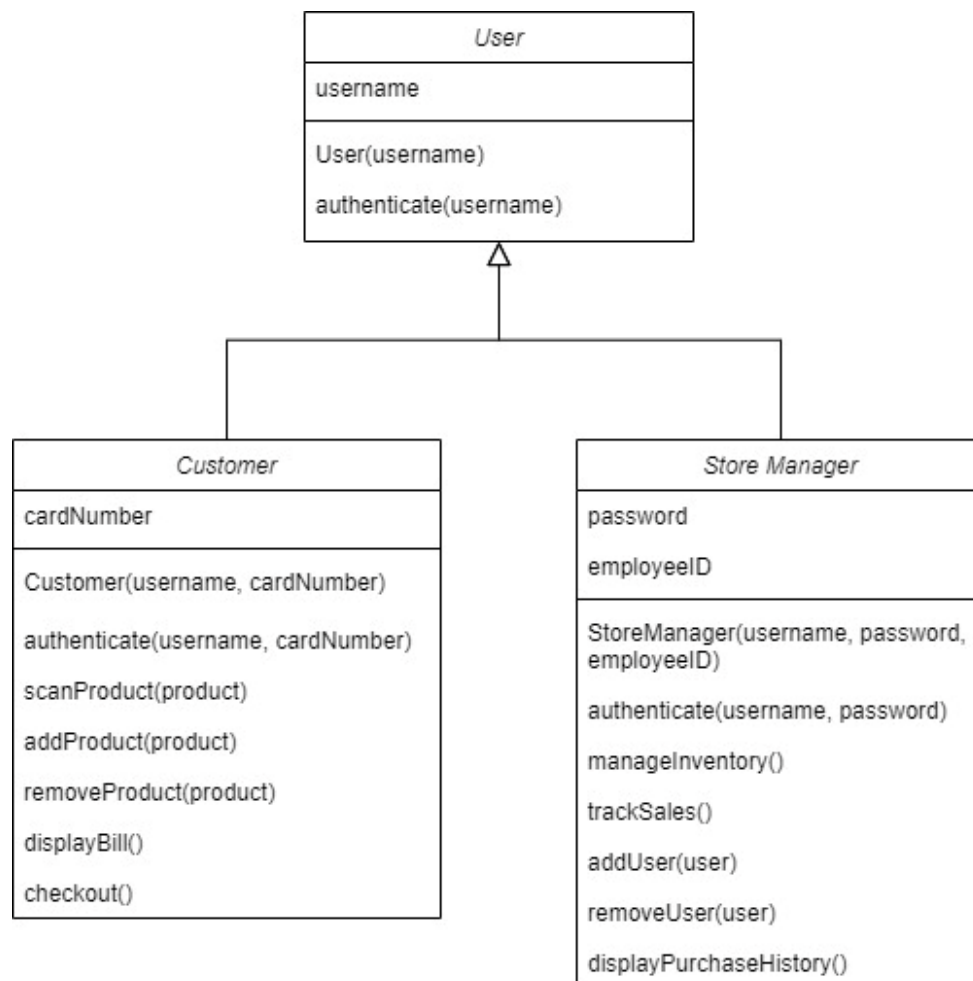 User
username
User(username)
authenticate(username)
Customer
cardNumber
Customer(username, cardNumber)
authenticate(username, cardNumber)
scanProduct(product)
addProduct(product)
removeProduct(product)
displayBill()
checkout()
Store Manager
password
employeeID
StoreManager(username, password,
employeeID)
authenticate(username, password)
manageInventory()
trackSales()
addUser(user)
removeUser(user)
displayPurchaseHistory()